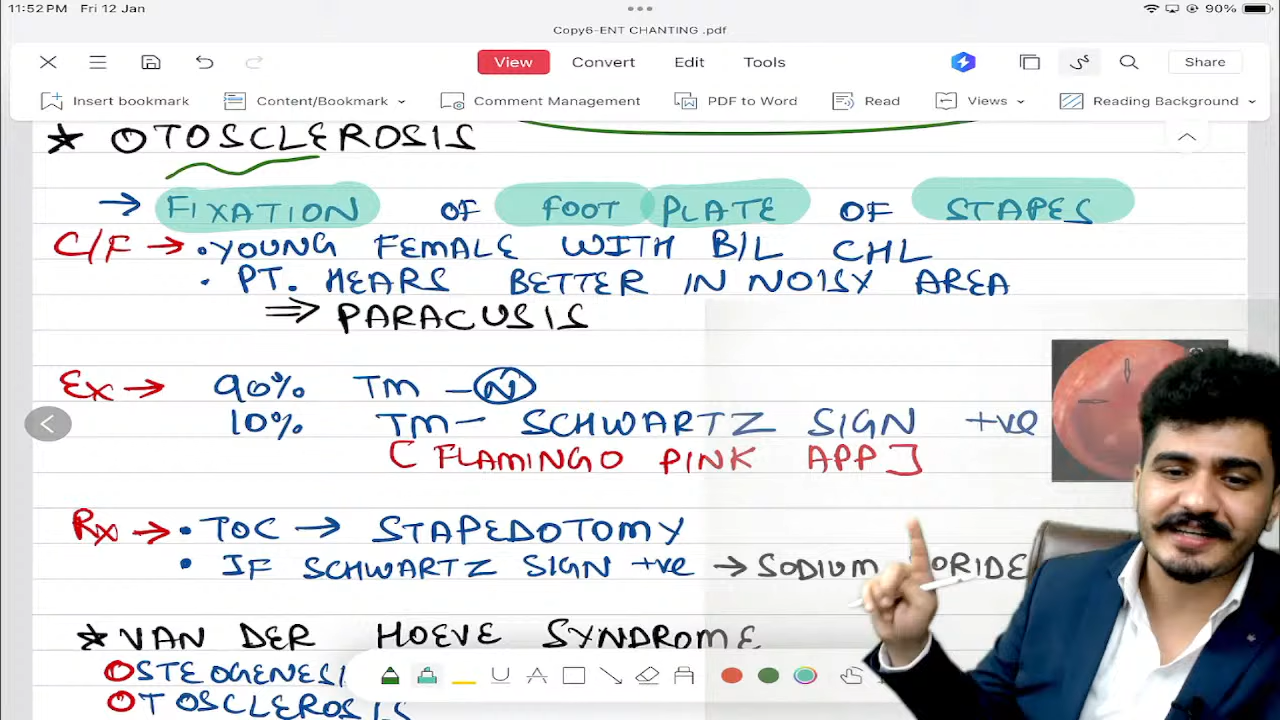 11:52PM Fri 12 Jan 90%
Copy6-ENT CHANTING .pdf
View Convert Edit Tools Share
Insert bookmark Content/Bookmark Comment Management PDF to Word Read Views Reading Background
★ OTOSCLEROSIS
→ FIXATION OF FOOT PLATE OF STAPES
C/F → • YOUNG FEMALE WITH B/L CHL
• PT. HEARS BETTER IN NOISY AREA
⇒ PARACUSIS
Ex → 90% TM – N
10% TM – SCHWARTZ SIGN +ve
[FLAMINGO PINK APP]
Rx → • TOC → STAPEDOTOMY
• IF SCHWARTZ SIGN +ve → SODIUM ORIDE
★ VAN DER HOEVE SYNDROME
OSTEOGENESI
OTOSCLEROSIS